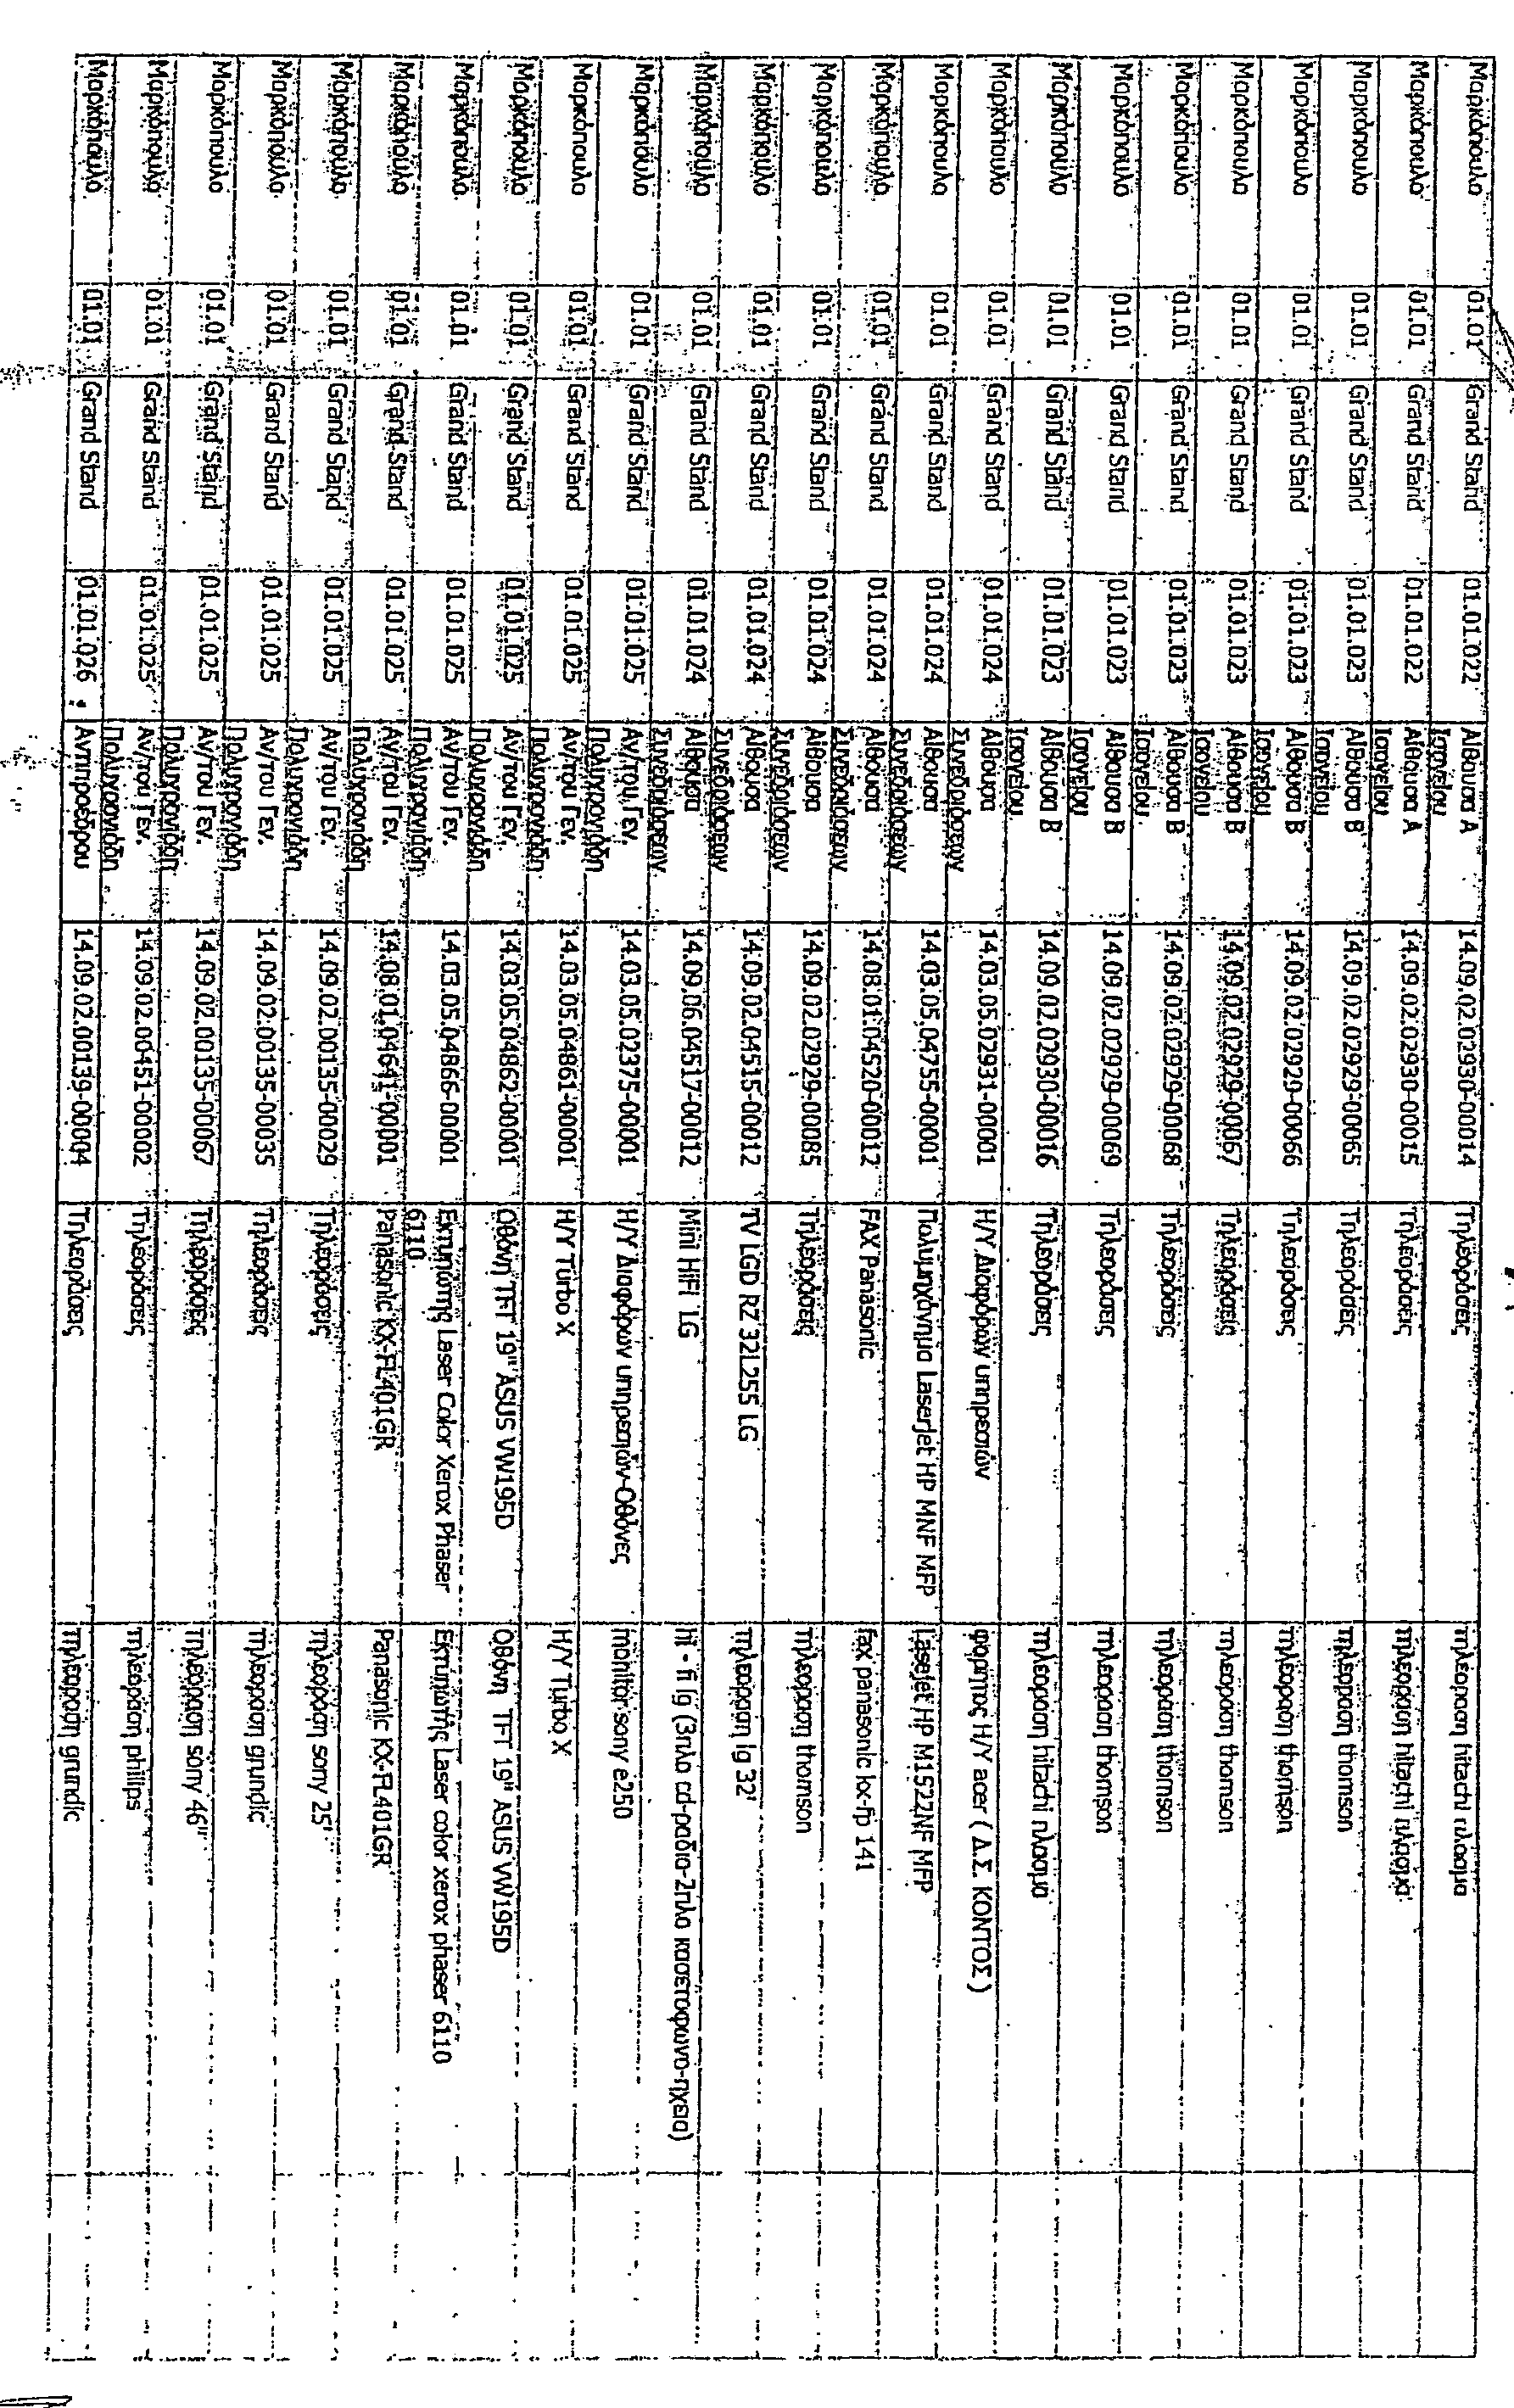 Μαρκόπουλο 01.01 Grand Stand 01.01.022 Αίθουσα Α Ισογείου 14.09.02.02930-00014 Τηλεοράσεις τηλεόραση hitachi πλασμα
Μαρκόπουλο 01.01 Grand Stand 01.01.022 Αίθουσα Α Ισογείου 14.09.02.02930-00015 Τηλεοράσεις τηλεόραση hitachi πλασμα
Μαρκόπουλο 01.01 Grand Stand 01.01.023 Αίθουσα Β Ισογείου 14.09.02.02929-00065 Τηλεοράσεις τηλεοραση thomson
Μαρκόπουλο 01.01 Grand Stand 01.01.023 Αίθουσα Β Ισογείου 14.09.02.02929-00066 Τηλεοράσεις τηλεοραση thomson
Μαρκόπουλο 01.01 Grand Stand 01.01.023 Αίθουσα Β Ισογείου 14.09.02.02929-00067 Τηλεοράσεις τηλεοραση thomson
Μαρκόπουλο 01.01 Grand Stand 01.01.023 Αίθουσα Β Ισογείου 14.09.02.02929-00068 Τηλεοράσεις τηλεοραση thomson
Μαρκόπουλο 01.01 Grand Stand 01.01.023 Αίθουσα Β Ισογείου 14.09.02.02929-00069 Τηλεοράσεις τηλεοραση thomson
Μαρκόπουλο 01.01 Grand Stand 01.01.023 Αίθουσα Β Ισογείου 14.09.02.02930-00016 Τηλεοράσεις τηλεόραση hitachi πλασμα
Μαρκόπουλο 01.01 Grand Stand 01.01.024 Αίθουσα Συνεδριάσεων 14.03.05.02931-00001 Η/Υ Διαφόρων υπηρεσιών φορητος Η/Υ acer ( Δ.Σ. ΚΟΝΤΟΣ )
Μαρκόπουλο 01.01 Grand Stand 01.01.024 Αίθουσα Συνεδριάσεων 14.03.05.04755-00001 Πολυμηχάνημα Laserjet HP MNF MFP Lasejet HP M1522NF MFP
Μαρκόπουλο 01.01 Grand Stand 01.01.024 Αίθουσα Συνεδριάσεων 14.08.01.04520-00012 FAX Panasonic fax panasonic kx-fp 141
Μαρκόπουλο 01.01 Grand Stand 01.01.024 Αίθουσα Συνεδριάσεων 14.09.02.02929-00085 Τηλεοράσεις τηλεοραση thomson
Μαρκόπουλο 01.01 Grand Stand 01.01.024 Αίθουσα Συνεδριάσεων 14.09.02.04515-00012 TV LGD RZ 32L255 LG τηλεόραση lg 32'
Μαρκόπουλο 01.01 Grand Stand 01.01.024 Αίθουσα Συνεδριάσεων 14.09.06.04517-00012 Mini HiFi LG hi - fi lg (3πλο cd-ραδιο-2πλο κασετοφωνο-ηχεια)
Μαρκόπουλο 01.01 Grand Stand 01.01.025 Αν/του Γεν. Πολυχρονιάδη 14.03.05.02375-00001 Η/Υ Διαφόρων υπηρεσιών-Οθόνες monitor sony e250
Μαρκόπουλο 01.01 Grand Stand 01.01.025 Αν/του Γεν. Πολυχρονιάδη 14.03.05.04861-00001 Η/Υ Turbo X Η/Υ Turbo X
Μαρκόπουλο 01.01 Grand Stand 01.01.025 Αν/του Γεν. Πολυχρονιάδη 14.03.05.04862-00001 Οθόνη TFT 19" ASUS VW195D Οθόνη TFT 19" ASUS VW195D
Μαρκόπουλο 01.01 Grand Stand 01.01.025 Αν/του Γεν. Πολυχρονιάδη 14.03.05.04866-00001 Εκτυπωτής Laser Color Xerox Phaser 6110 Εκτυπωτής Laser color xerox phaser 6110
Μαρκόπουλο 01.01 Grand Stand 01.01.025 Αν/του Γεν. Πολυχρονιάδη 14.08.01.04641-00001 Panasonic KX-FL401GR Panasonic KX-FL401GR
Μαρκόπουλο 01.01 Grand Stand 01.01.025 Αν/του Γεν. Πολυχρονιάδη 14.09.02.00135-00029 Τηλεοράσεις τηλεόραση sony 25'
Μαρκόπουλο 01.01 Grand Stand 01.01.025 Αν/του Γεν. Πολυχρονιάδη 14.09.02.00135-00035 Τηλεοράσεις τηλεοραση grundic
Μαρκόπουλο 01.01 Grand Stand 01.01.025 Αν/του Γεν. Πολυχρονιάδη 14.09.02.00135-00067 Τηλεοράσεις τηλεόραση sony 46"
Μαρκόπουλο 01.01 Grand Stand 01.01.025 Αν/του Γεν. Πολυχρονιάδη 14.09.02.00451-00002 Τηλεοράσεις τηλεόραση philips
Μαρκόπουλο 01.01 Grand Stand 01.01.026 Αντιπροέδρου 14.09.02.00139-00004 Τηλεοράσεις τηλεοραση grundic